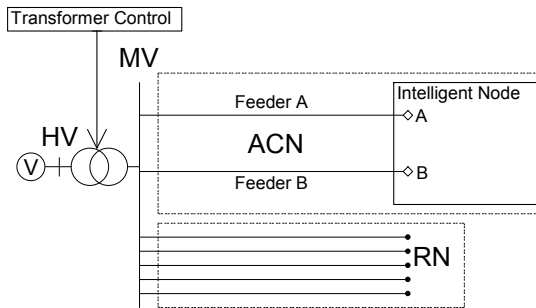 Transformer Control
MV
Feeder A
Intelligent Node
A
HV
ACN
V
B
Feeder B
RN